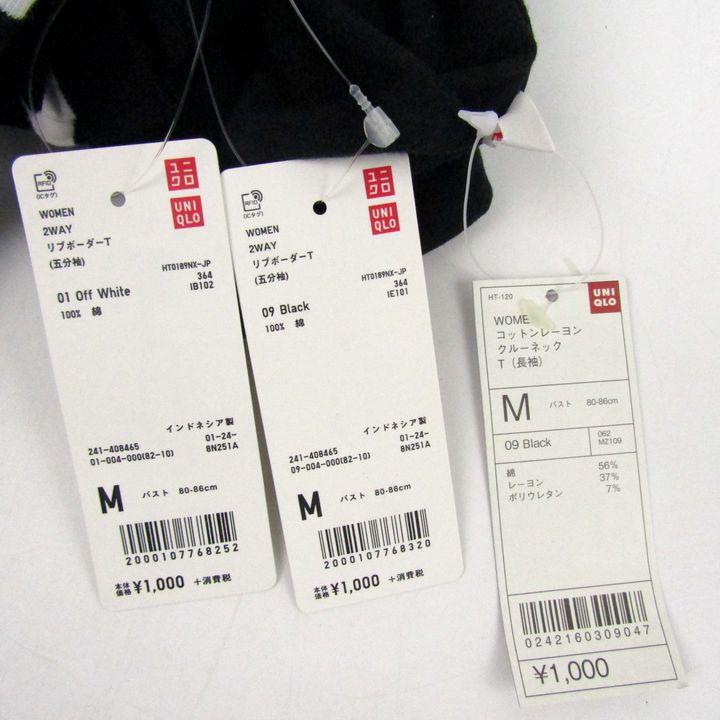 RFID
(ICタグ)
ユニ
クロ
UNI
QLO
WOMEN
2WAY
リブボーダーT
(五分袖)
HT0189NX-JP
364
IB102
01 Off White
100% 綿
インドネシア製
241-408465
01-24-
01-004-000(82-10)
8N251A
M バスト 80-86cm
2000107768252
本体
価格 ¥1,000 +消費税
RFID
(ICタグ)
ユニ
クロ
UNI
QLO
WOMEN
2WAY
リブボーダーT
(五分袖)
HT0189NX-JP
364
IE101
09 Black
100% 綿
インドネシア製
241-408465
01-24-
09-004-000(82-10)
8N251A
M バスト 80-86cm
2000107768320
本体
価格 ¥1,000 +消費税
HT-120
UNI
QLO
WOME
コットンレーヨン
クルーネック
T(長袖)
M バスト 80-86cm
09 Black
062
MZ109
綿 56%
レーヨン 37%
ポリウレタン 7%
0242160309047
¥1,000